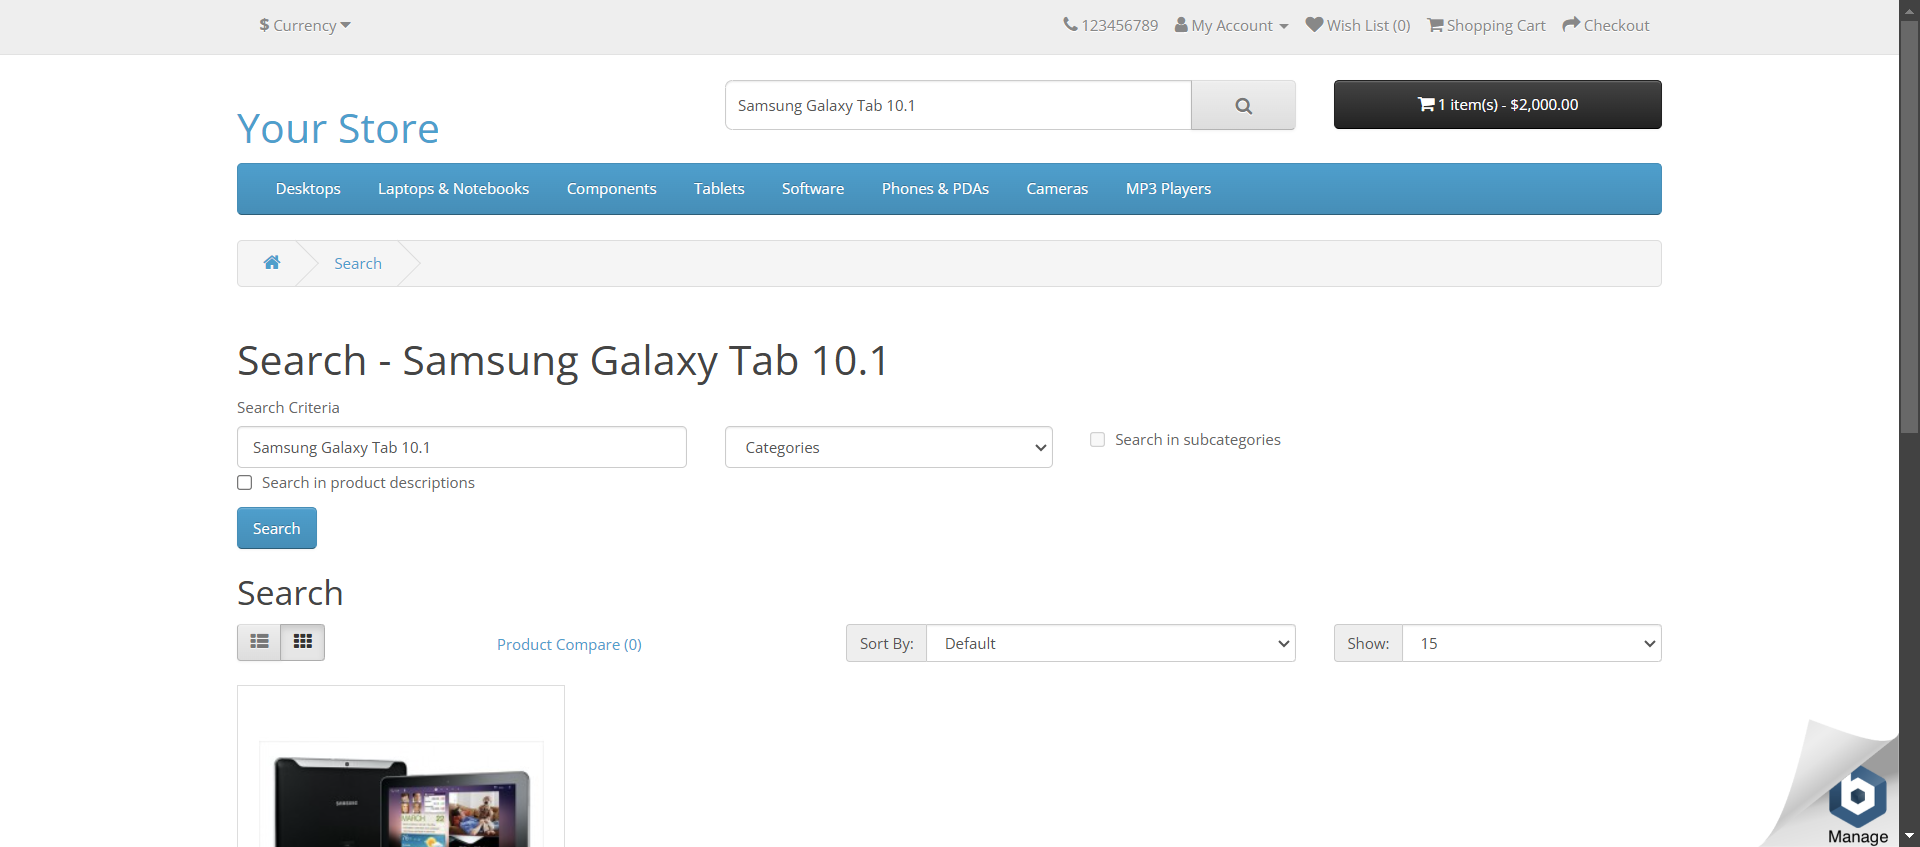 $ Currency
123456789
My Account
Wish List (0)
Shopping Cart
Checkout
Your Store
Samsung Galaxy Tab 10.1
1 item(s) - $2,000.00
Desktops
Laptops & Notebooks
Components
Tablets
Software
Phones & PDAs
Cameras
MP3 Players
Search
Search - Samsung Galaxy Tab 10.1
Search Criteria
Samsung Galaxy Tab 10.1
Categories
Search in subcategories
Search in product descriptions
Search
Search
Product Compare (0)
Sort By:
Default
Show:
15
SAMSUNG
MARCH 22
b
Manage